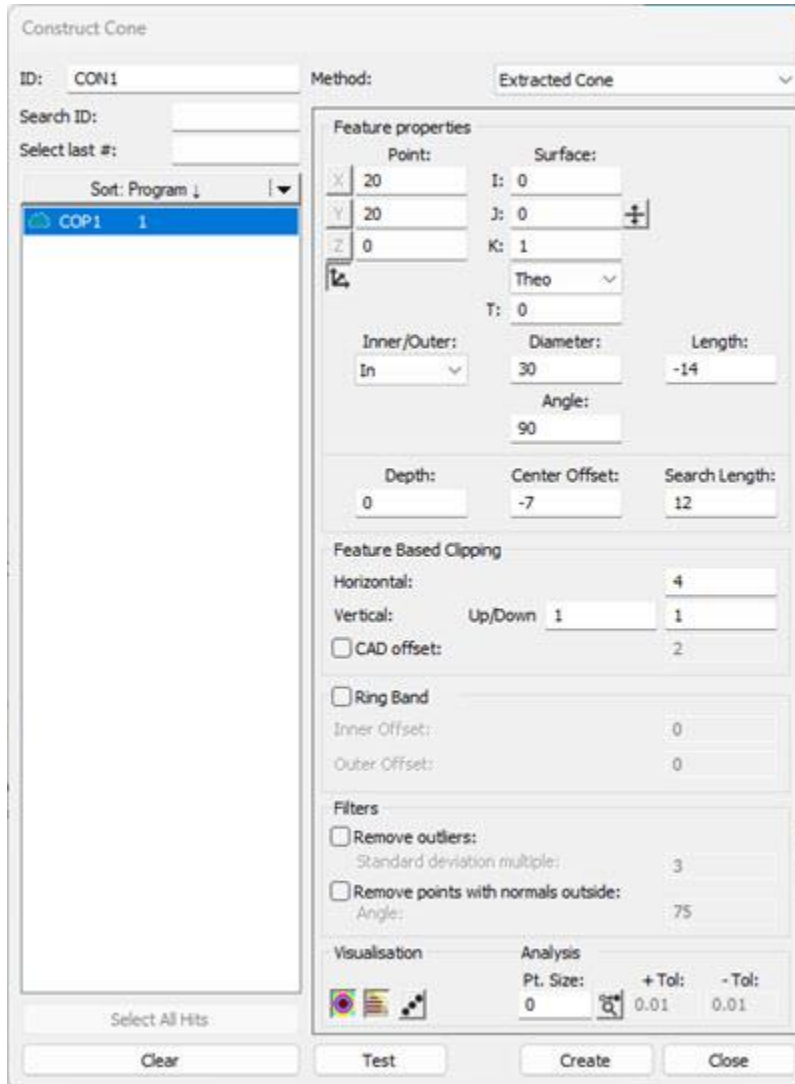 Construct Cone
ID: CON1 Method: Extracted Cone
Search ID:
Select last #:
Sort: Program ↓
COP1 1
Select All Hits
Clear
Feature properties
Point: Surface:
X 20 I: 0
Y 20 J: 0
Z 0 K: 1
Theo
T: 0
Inner/Outer: Diameter: Length:
In 30 -14
Angle:
90
Depth: Center Offset: Search Length:
0 -7 12
Feature Based Clipping
Horizontal: 4
Vertical: Up/Down 1 1
CAD offset: 2
Ring Band
Inner Offset: 0
Outer Offset: 0
Filters
Remove outliers:
Standard deviation multiple: 3
Remove points with normals outside:
Angle: 75
Visualisation Analysis
Pt. Size: + Tol: - Tol:
0 0.01 0.01
Test Create Close